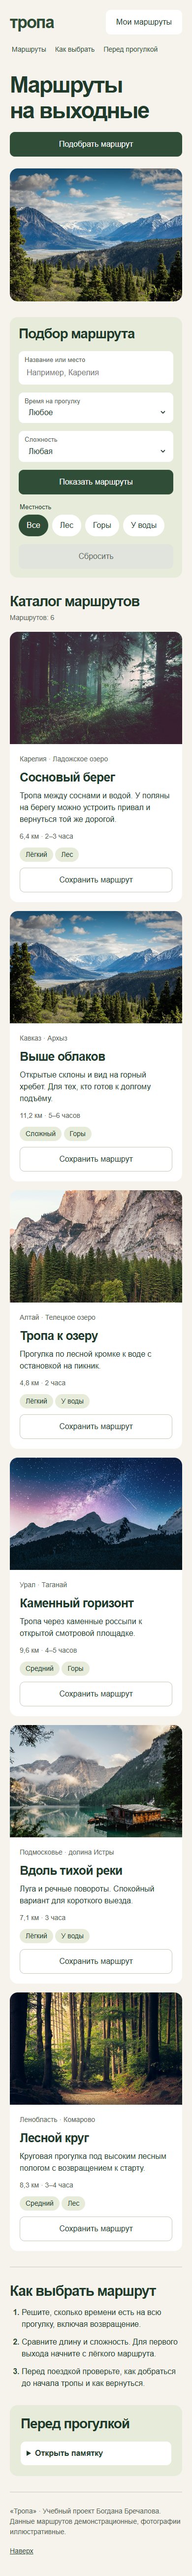 тропа
Мои маршруты
Маршруты Как выбрать Перед прогулкой
Маршруты
на выходные
Подобрать маршрут
Подбор маршрута
Название или место
Например, Карелия
Время на прогулку
Любое
Сложность
Любая
Показать маршруты
Местность
Все Лес Горы У воды
Сбросить
Каталог маршрутов
Маршрутов: 6
Карелия · Ладожское озеро
Сосновый берег
Тропа между соснами и водой. У поляны
на берегу можно устроить привал и
вернуться той же дорогой.
6,4 км · 2–3 часа
Лёгкий Лес
Сохранить маршрут
Кавказ · Архыз
Выше облаков
Открытые склоны и вид на горный
хребет. Для тех, кто готов к долгому
подъёму.
11,2 км · 5–6 часов
Сложный Горы
Сохранить маршрут
Алтай · Телецкое озеро
Тропа к озеру
Прогулка по лесной кромке к воде с
остановкой на пикник.
4,8 км · 2 часа
Лёгкий У воды
Сохранить маршрут
Урал · Таганай
Каменный горизонт
Тропа через каменные россыпи к
открытой смотровой площадке.
9,6 км · 4–5 часов
Средний Горы
Сохранить маршрут
Подмосковье · долина Истры
Вдоль тихой реки
Луга и речные повороты. Спокойный
вариант для короткого выезда.
7,1 км · 3 часа
Лёгкий У воды
Сохранить маршрут
Ленобласть · Комарово
Лесной круг
Круговая прогулка под высоким лесным
пологом с возвращением к старту.
8,3 км · 3–4 часа
Средний Лес
Сохранить маршрут
Как выбрать маршрут
1. Решите, сколько времени есть на всю
прогулку, включая возвращение.
2. Сравните длину и сложность. Для первого
выхода начните с лёгкого маршрута.
3. Перед поездкой проверьте, как добраться
до начала тропы и как вернуться.
Перед прогулкой
Открыть памятку
«Тропа» · Учебный проект Богдана Бречалова.
Данные маршрутов демонстрационные, фотографии
иллюстративные.
Наверх